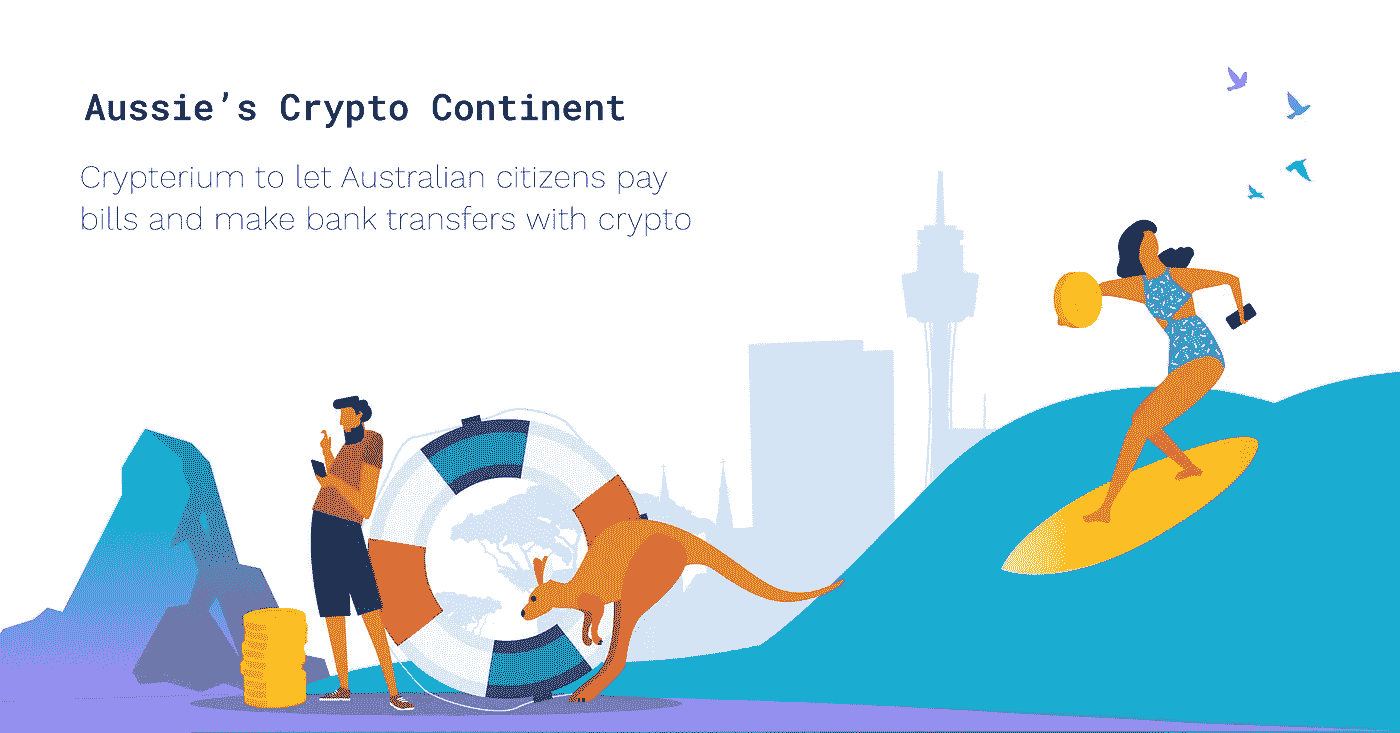 Aussie’s Crypto Continent
Crypterium to let Australian citizens pay
bills and make bank transfers with crypto